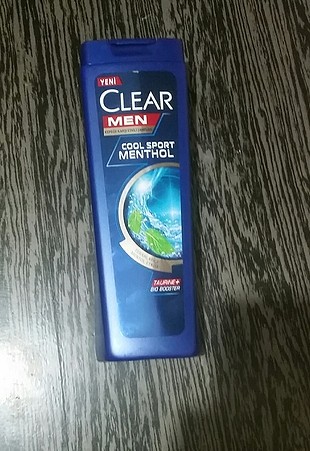 YENİ
CLEAR
MEN
COOL SPORT
MENTHOL
TAURINE+
BIO BOOSTER